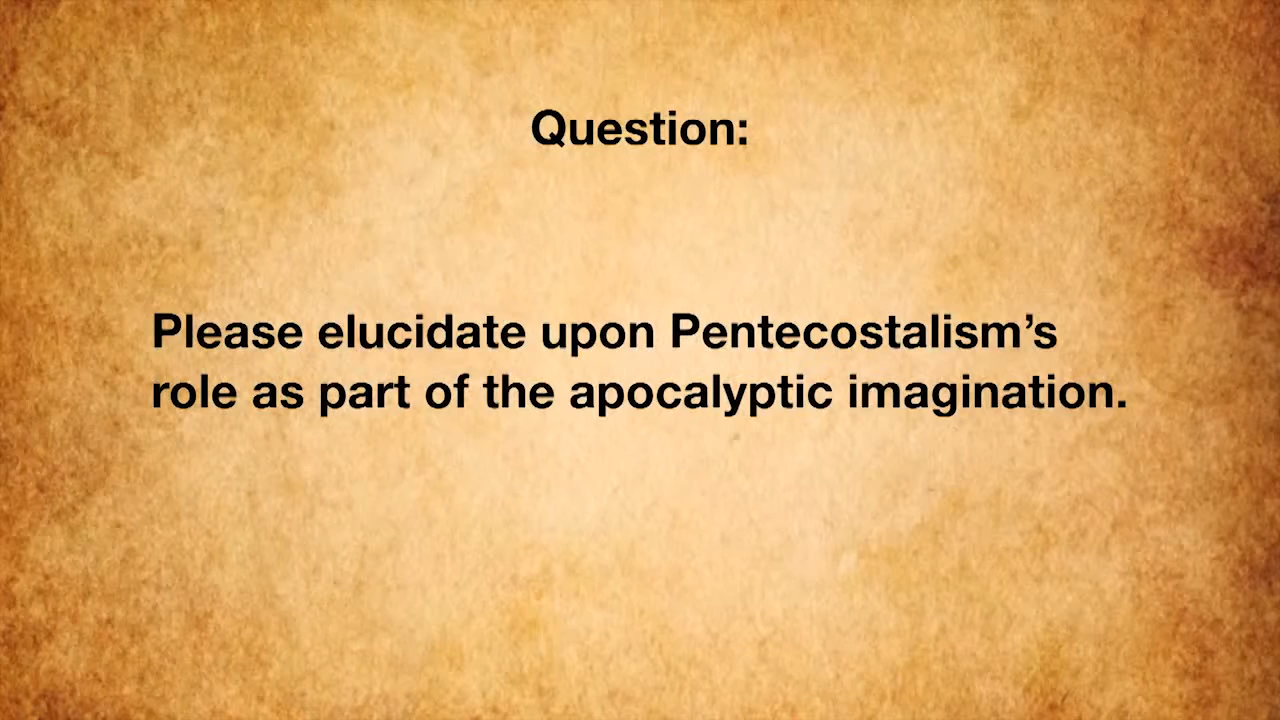 Question:
Please elucidate upon Pentecostalism’s
role as part of the apocalyptic imagination.